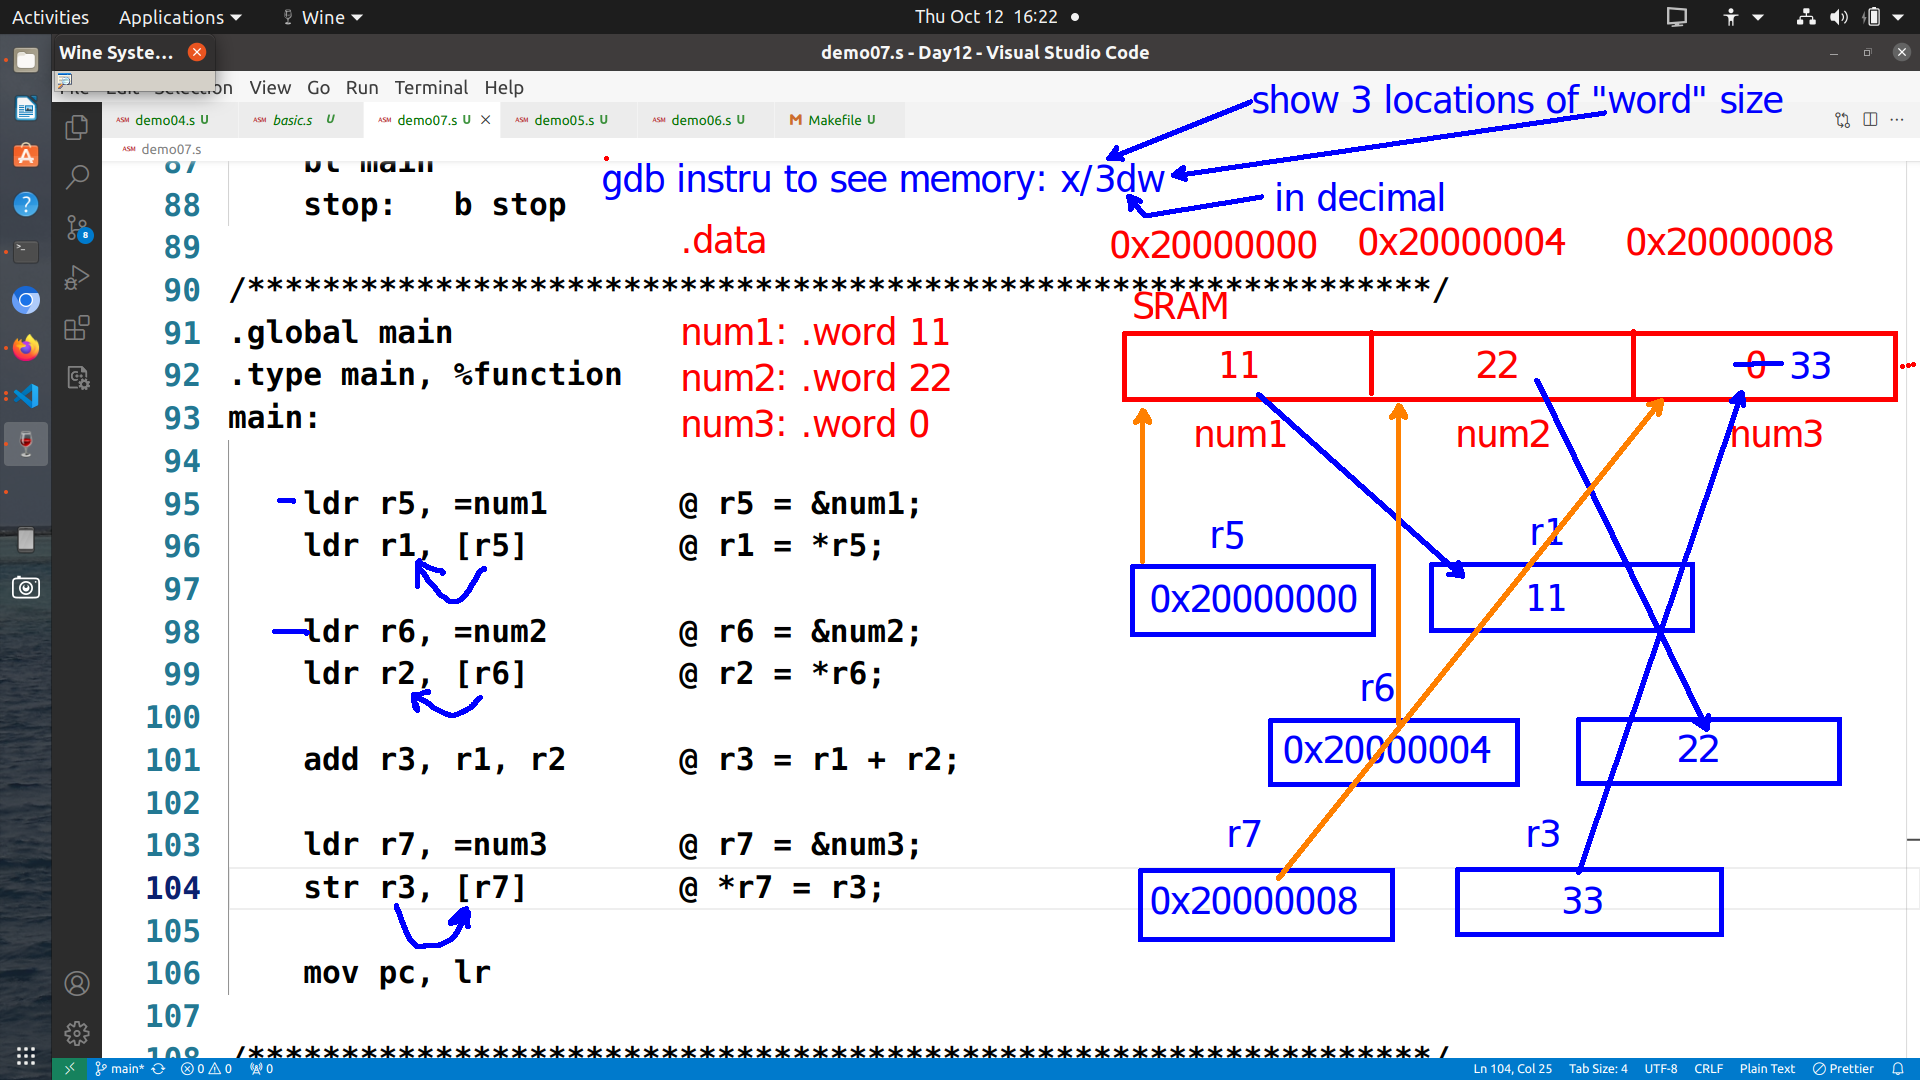 Activities Applications Wine Thu Oct 12 16:22
Wine Syste...
demo07.s - Day12 - Visual Studio Code
File Edit Selection View Go Run Terminal Help
show 3 locations of "word" size
ASM demo04.s U ASM basic.s U ASM demo07.s U ASM demo05.s U ASM demo06.s U M Makefile U
ASM demo07.s
87 bl main
gdb instru to see memory: x/3dw
88 stop: b stop
in decimal
89 .data 0x20000000 0x20000004 0x20000008
90 /***************************************************************/
SRAM
91 .global main num1: .word 11
92 .type main, %function num2: .word 22 11 22 0 33
93 main: num3: .word 0 num1 num2 num3
94
95 ldr r5, =num1 @ r5 = &num1;
r5 r1
96 ldr r1, [r5] @ r1 = *r5;
97 0x20000000 11
98 ldr r6, =num2 @ r6 = &num2;
99 ldr r2, [r6] @ r2 = *r6;
r6
100
101 add r3, r1, r2 @ r3 = r1 + r2; 0x20000004 22
102
103 ldr r7, =num3 @ r7 = &num3; r7 r3
104 str r3, [r7] @ *r7 = r3; 0x20000008 33
105
106 mov pc, lr
107
108 /***************************************************************/
main* 0 0 0 Ln 104, Col 25 Tab Size: 4 UTF-8 CRLF Plain Text Prettier
8